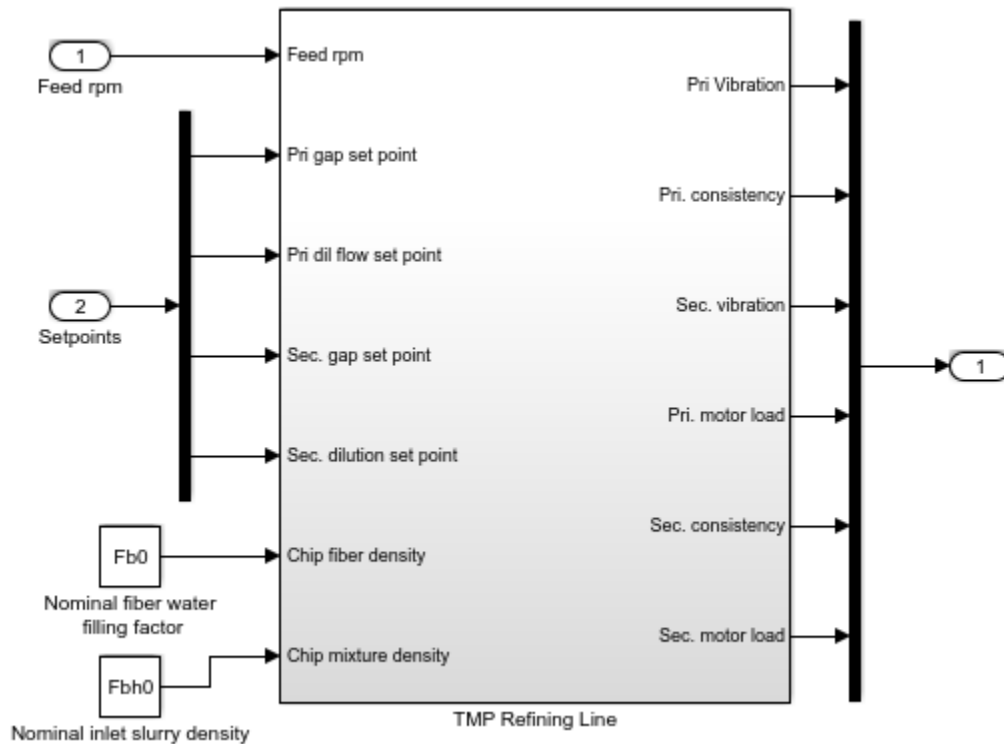 1
Feed rpm
2
Setpoints
Fb0
Nominal fiber water
filling factor
Fbh0
Nominal inlet slurry density
Feed rpm
Pri gap set point
Pri dil flow set point
Sec. gap set point
Sec. dilution set point
Chip fiber density
Chip mixture density
Pri Vibration
Pri. consistency
Sec. vibration
Pri. motor load
Sec. consistency
Sec. motor load
TMP Refining Line
1